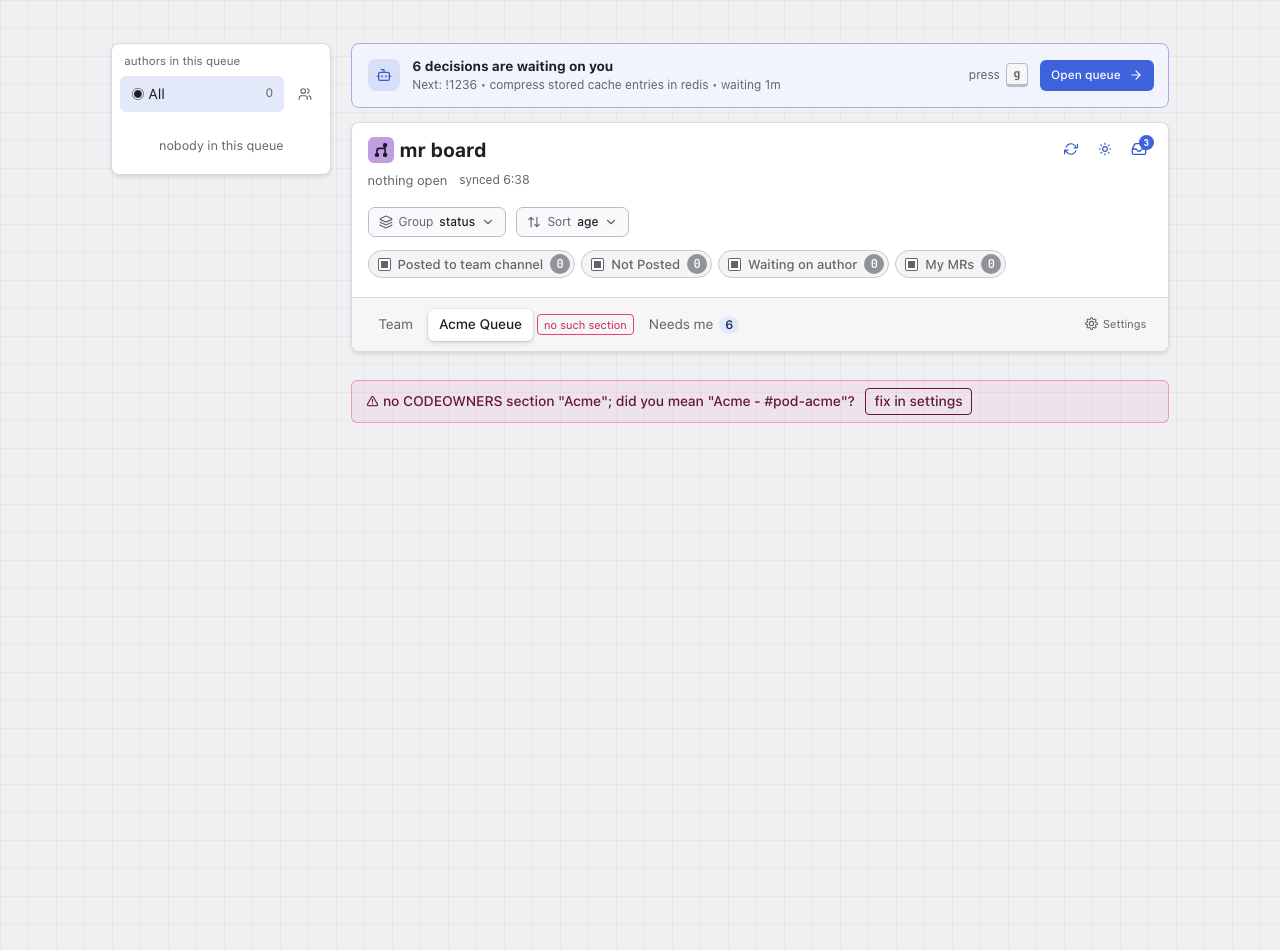 authors in this queue
All 0
nobody in this queue
6 decisions are waiting on you
Next: !1236 • compress stored cache entries in redis • waiting 1m
press g
Open queue
mr board
3
nothing open synced 6:38
Group status
Sort age
Posted to team channel 0
Not Posted 0
Waiting on author 0
My MRs 0
Team
Acme Queue
no such section
Needs me 6
Settings
no CODEOWNERS section "Acme"; did you mean "Acme - #pod-acme"?
fix in settings